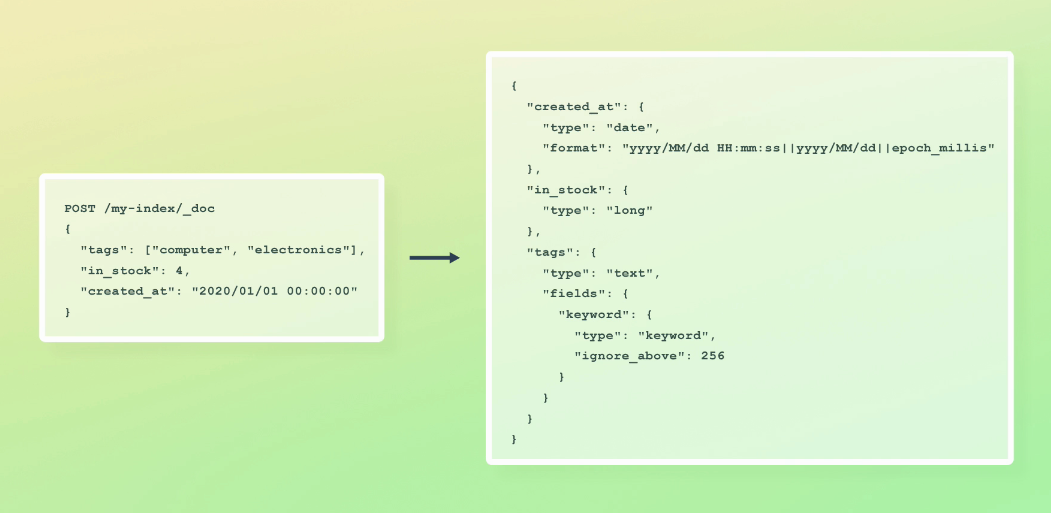 POST /my-index/_doc
{
  "tags": ["computer", "electronics"],
  "in_stock": 4,
  "created_at": "2020/01/01 00:00:00"
}
{
  "created_at": {
    "type": "date",
    "format": "yyyy/MM/dd HH:mm:ss||yyyy/MM/dd||epoch_millis"
  },
  "in_stock": {
    "type": "long"
  },
  "tags": {
    "type": "text",
    "fields": {
      "keyword": {
        "type": "keyword",
        "ignore_above": 256
      }
    }
  }
}